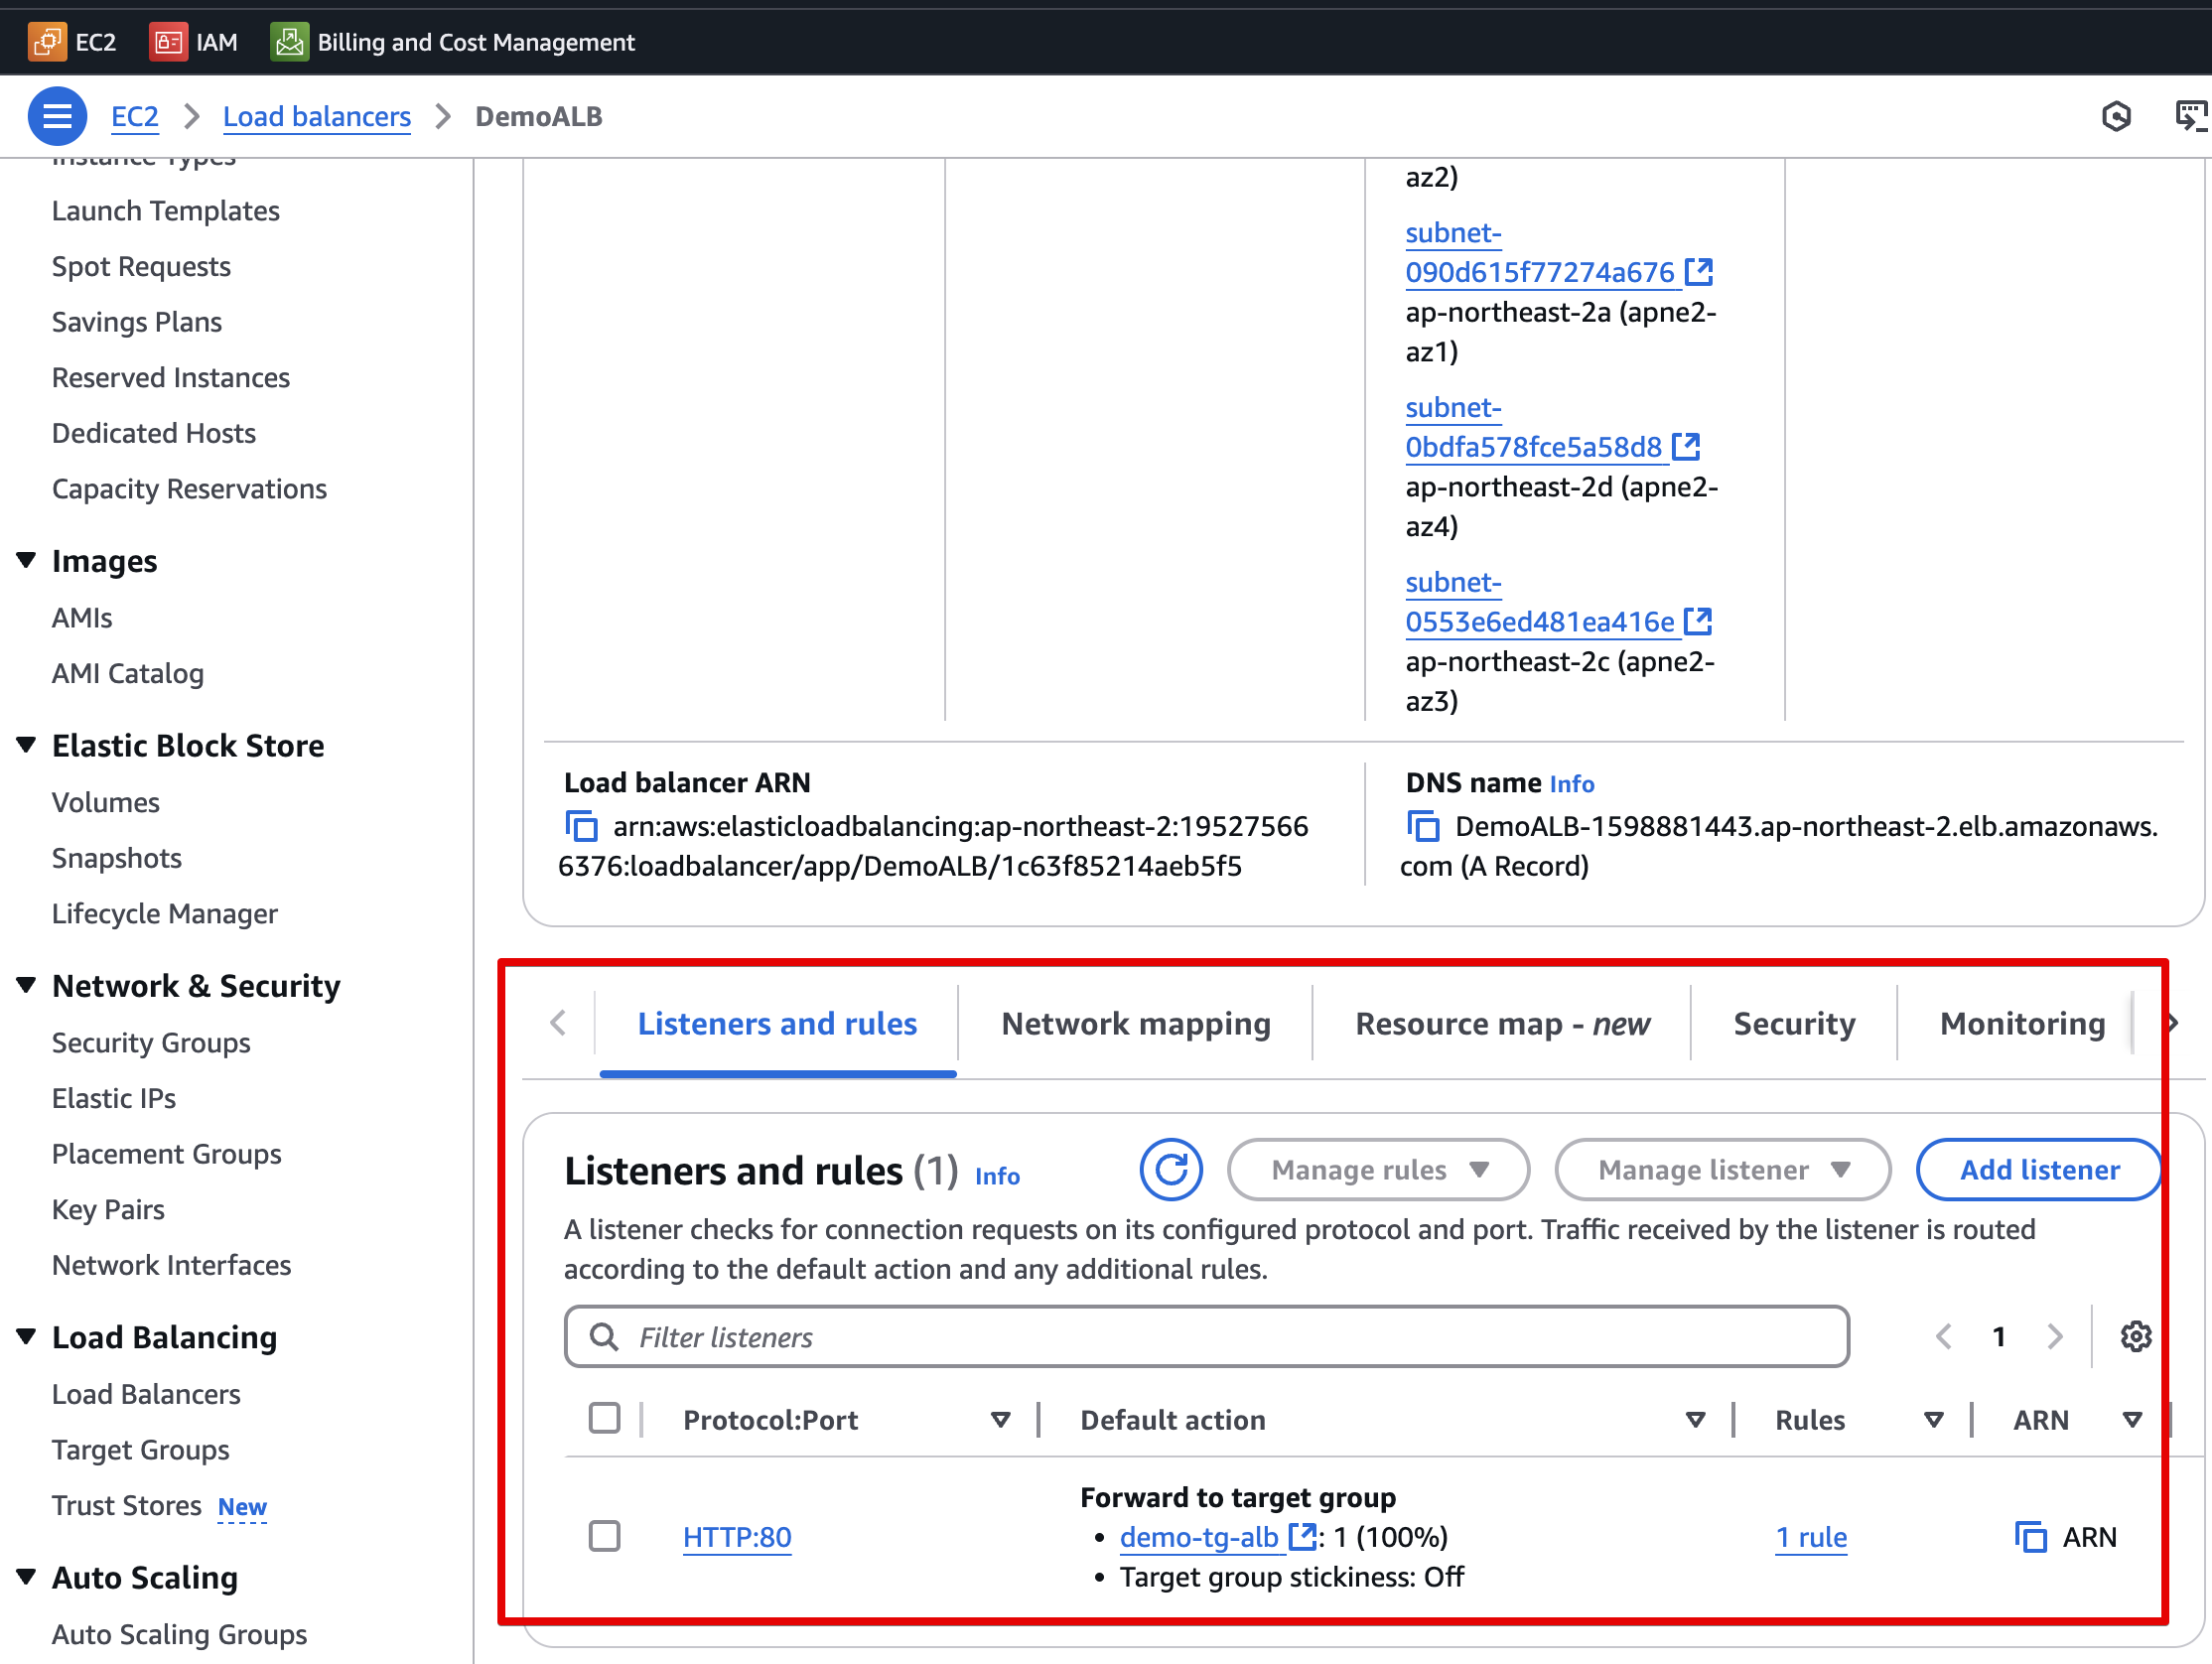 EC2
IAM
Billing and Cost Management
EC2
Load balancers
DemoALB
Instance Types
Launch Templates
Spot Requests
Savings Plans
Reserved Instances
Dedicated Hosts
Capacity Reservations
Images
AMIs
AMI Catalog
Elastic Block Store
Volumes
Snapshots
Lifecycle Manager
Network & Security
Security Groups
Elastic IPs
Placement Groups
Key Pairs
Network Interfaces
Load Balancing
Load Balancers
Target Groups
Trust Stores New
Auto Scaling
Auto Scaling Groups
az2)
subnet-
090d615f77274a676
ap-northeast-2a (apne2-
az1)
subnet-
0bdfa578fce5a58d8
ap-northeast-2d (apne2-
az4)
subnet-
0553e6ed481ea416e
ap-northeast-2c (apne2-
az3)
Load balancer ARN
arn:aws:elasticloadbalancing:ap-northeast-2:19527566
6376:loadbalancer/app/DemoALB/1c63f85214aeb5f5
DNS name Info
DemoALB-1598881443.ap-northeast-2.elb.amazonaws.
com (A Record)
Listeners and rules
Network mapping
Resource map - new
Security
Monitoring
Listeners and rules (1) Info
Manage rules
Manage listener
Add listener
A listener checks for connection requests on its configured protocol and port. Traffic received by the listener is routed
according to the default action and any additional rules.
Filter listeners
1
Protocol:Port
Default action
Rules
ARN
HTTP:80
Forward to target group
• demo-tg-alb : 1 (100%)
• Target group stickiness: Off
1 rule
ARN